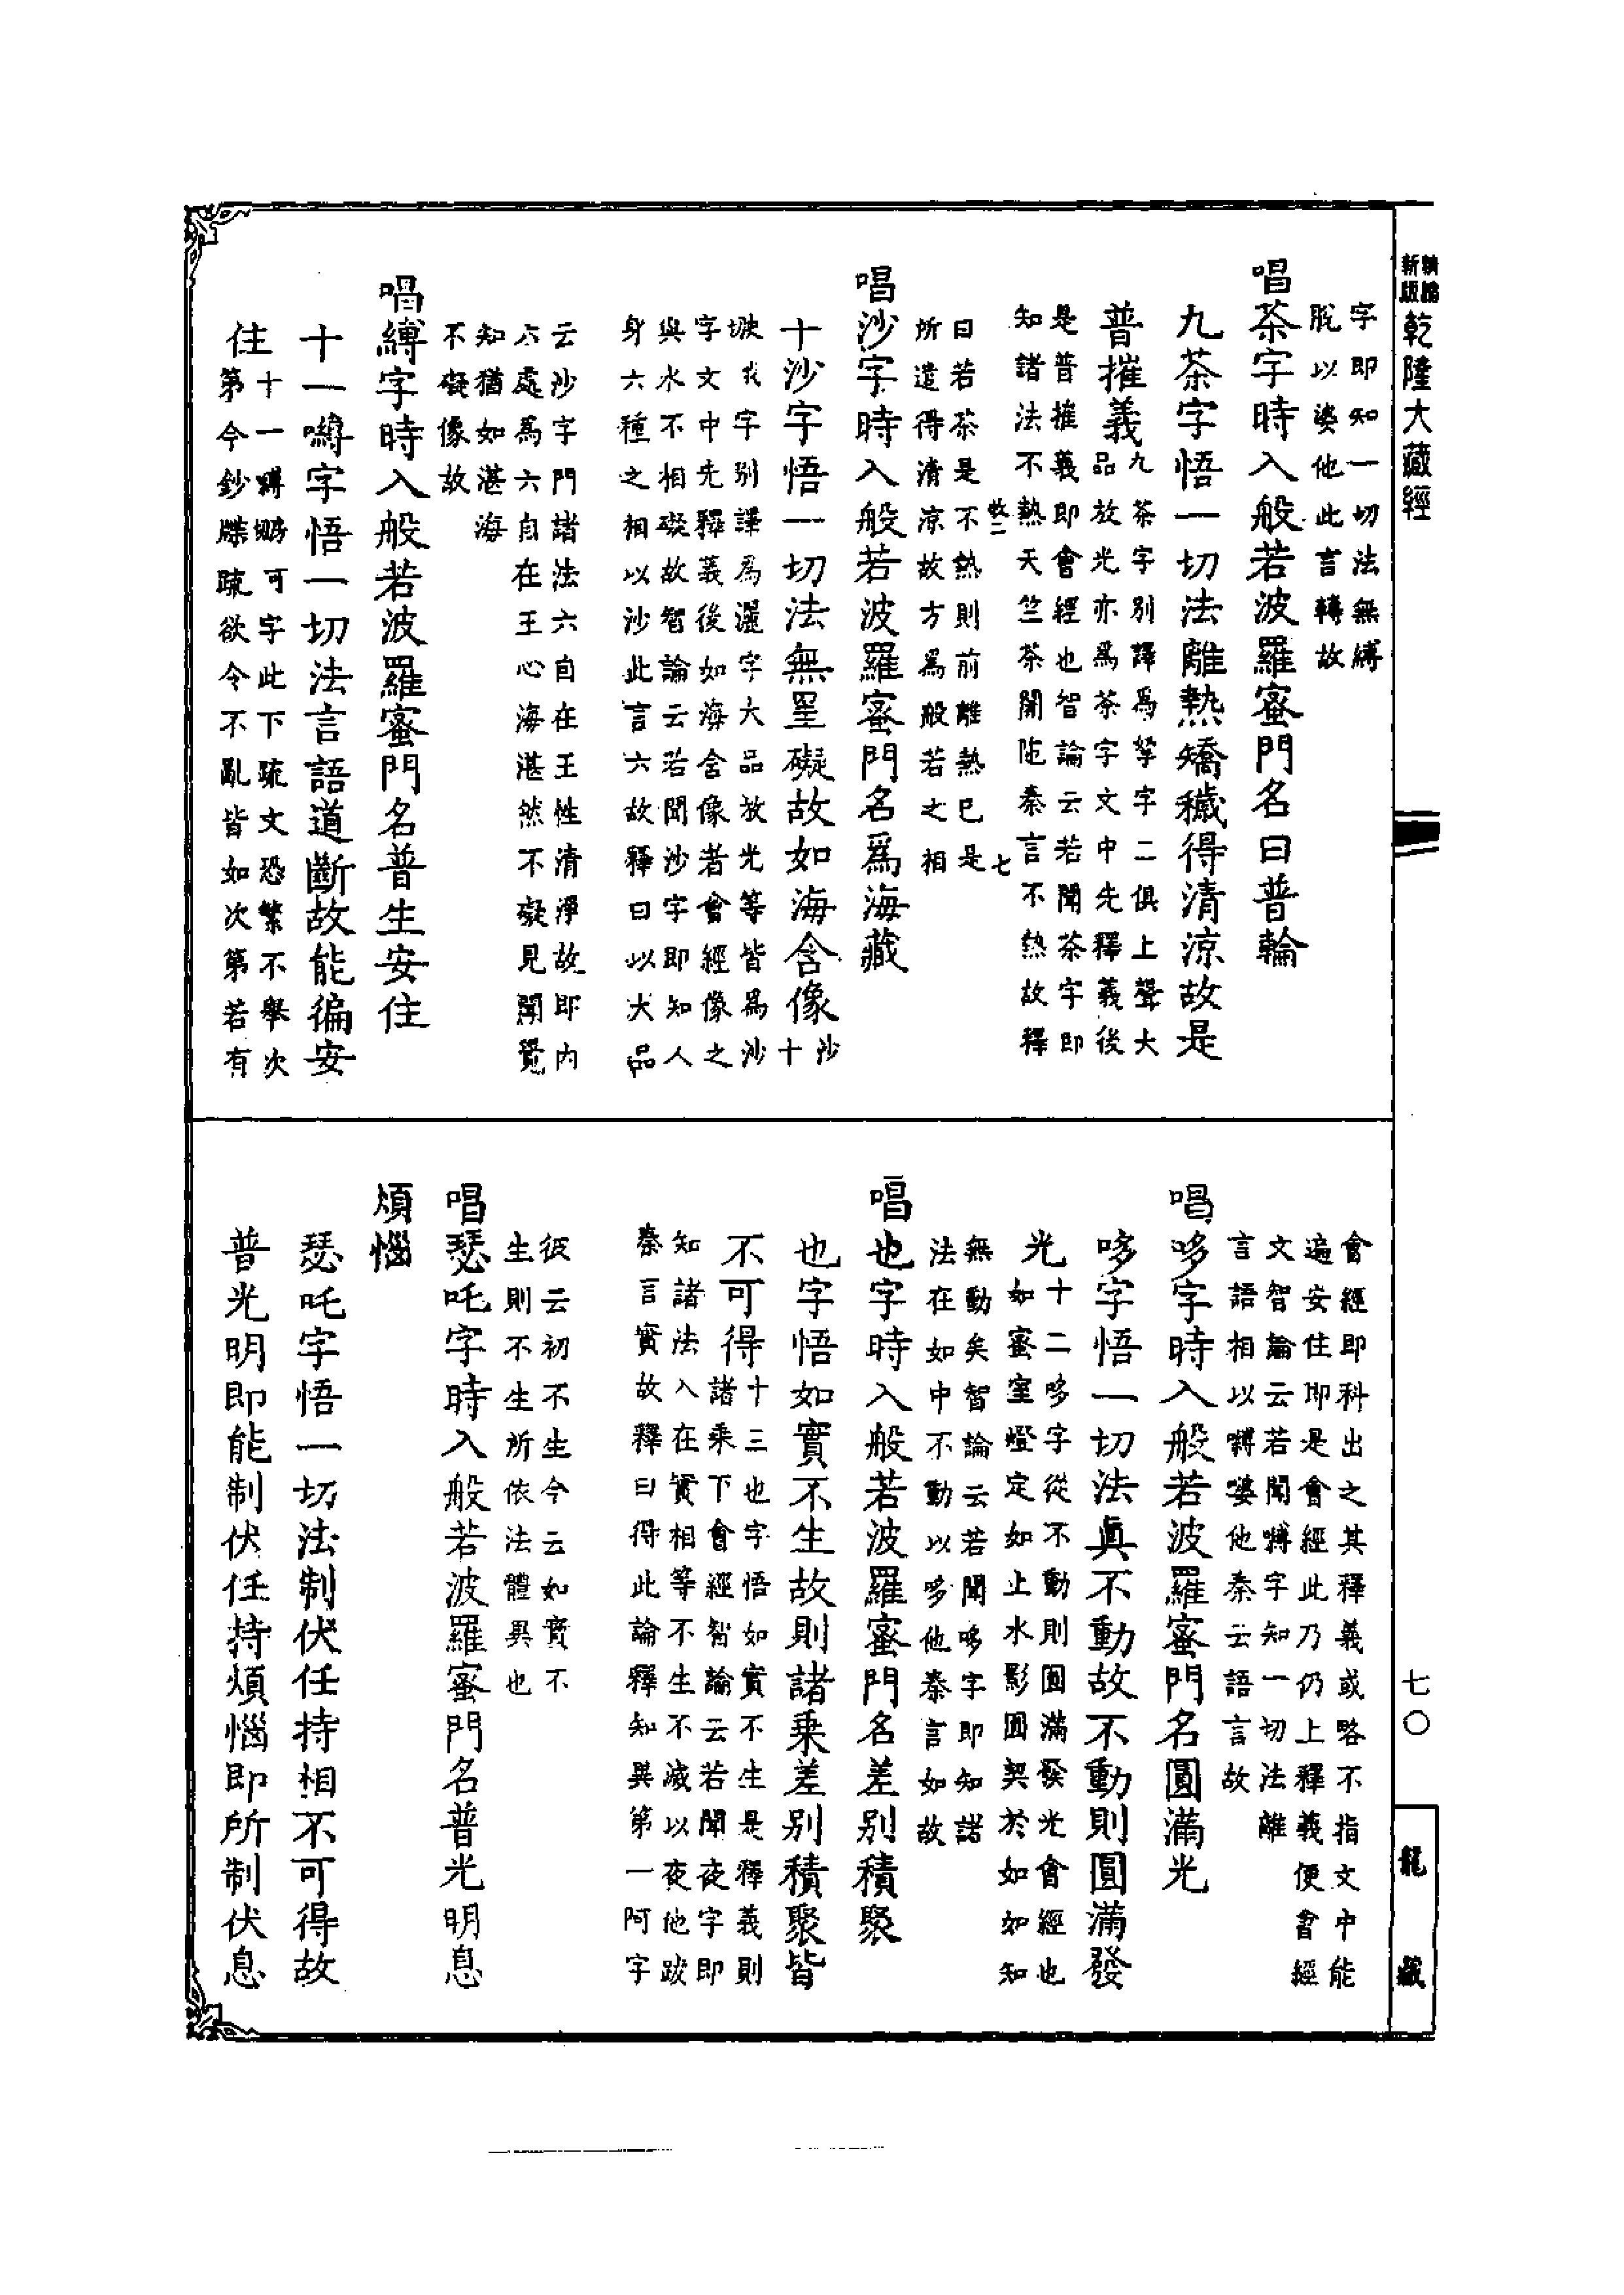 新版 精縮 乾隆大藏經
字即知一切法無縛
脫以婆他此言轉故
唱茶字時入般若波羅蜜門名曰普輪
九茶字悟一切法離熱矯穢得清涼故是
普摧義
九茶字別譯爲拏字二俱上聲大
品放光亦爲茶字文中先釋義後
是普摧義即會經也智論云若聞茶字即
知諸法不熱天竺茶闍陁秦言不熱故釋
七
曰若茶是不熱則前離熱已是
所遣得清涼故方爲般若之相
唱沙字時入般若波羅蜜門名爲海藏
十沙字悟一切法無罣礙故如海含像
十沙
字別譯爲灑字大品放光等皆爲沙
字文中先釋義後如海含像者會經像之
與水不相礙故智論云若聞沙字即知人
身六種之相以沙此言六故釋曰以大品
云沙字門諸法六自在王性清淨故即內
六處爲六自在王心海湛然不礙見聞覺
知猶如湛海
不礙像故
唱縛字時入般若波羅蜜門名普生安住
十一嚩字悟一切法言語道斷故能徧安
住
十一嚩可字此下疏文恐繁不舉次
第今鈔牒疏欲令不亂皆如次第若有
會經即科出之其釋義或略不指文中能
遍安住即是會經此乃仍上釋義便會經
文智論云若聞嚩字知一切法離
言語相以嚩婆他秦云語言故
唱哆字時入般若波羅蜜門名圓滿光
哆字悟一切法眞不動故不動則圓滿發
光
十二哆字從不動則圓滿發光會經也
如蜜室燈定如止水影圓契於如如知
無動矣智論云若聞哆字即知諸
法在如中不動以哆他秦言如故
唱也字時入般若波羅蜜門名差別積聚
也字悟如實不生故則諸乘差別積聚皆
不可得
十三也字悟如實不生是釋義則
諸乘下會經智論云若聞夜字即
知諸法入在實相等不生不滅以夜他跋
秦言實故釋曰得此論釋知異第一阿字
彼云初不生今云如實不
生則不生所依法體異也
唱瑟吒字時入般若波羅蜜門名普光明息
煩惱
瑟吒字悟一切法制伏任持相不可得故
普光明即能制伏任持煩惱即所制伏息
七〇
龍藏